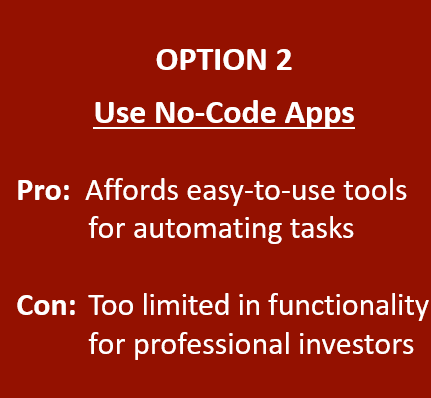 OPTION 2
Use No-Code Apps
Pro: Affords easy-to-use tools
for automating tasks
Con: Too limited in functionality
for professional investors